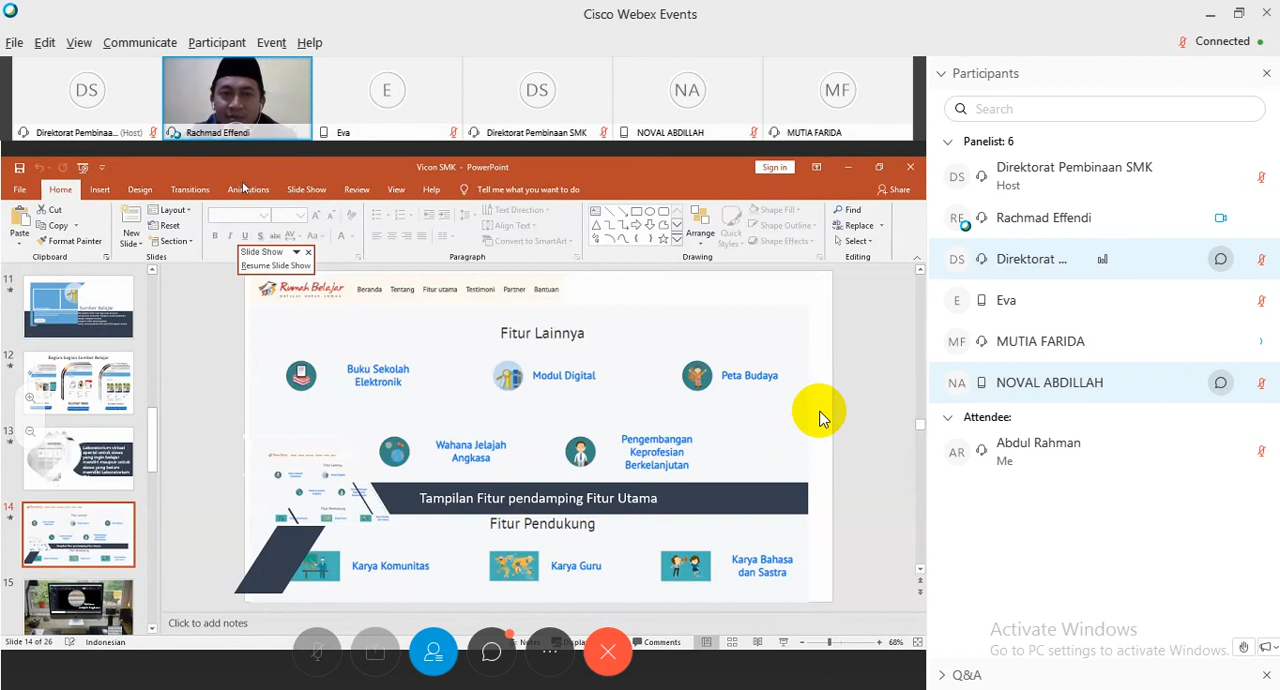 Cisco Webex Events
File Edit View Communicate Participant Event Help
Connected
DS
E
DS
NA
MF
Direktorat Pembinaa... (Host)
Rachmad Effendi
Eva
Direktorat Pembinaan SMK
NOVAL ABDILLAH
MUTIA FARIDA
Vicon SMK - PowerPoint
Sign in
File Home Insert Design Transitions Animations Slide Show Review View Help Tell me what you want to do
Share
Paste
Cut
Copy
Format Painter
Clipboard
New
Slide
Layout
Reset
Section
Slides
Text Direction
Align Text
Convert to SmartArt
Paragraph
Arrange
Quick
Styles
Shape Fill
Shape Outline
Shape Effects
Drawing
Find
Replace
Select
Editing
Slide Show
Resume Slide Show
11
12
13
14
15
Rumah Belajar
Beranda Tentang Fitur utama Testimoni Partner Bantuan
Fitur Lainnya
Buku Sekolah
Elektronik
Modul Digital
Peta Budaya
Wahana Jelajah
Angkasa
Pengembangan
Keprofesian
Berkelanjutan
Tampilan Fitur pendamping Fitur Utama
Fitur Pendukung
Karya Komunitas
Karya Guru
Karya Bahasa
dan Sastra
Click to add notes
Slide 14 of 26
Indonesian
Comments
68%
Participants
Search
Panelist: 6
DS
Direktorat Pembinaan SMK
Host
RE
Rachmad Effendi
DS
Direktorat ...
E
Eva
MF
MUTIA FARIDA
NA
NOVAL ABDILLAH
Attendee:
AR
Abdul Rahman
Me
Activate Windows
Go to PC settings to activate Windows.
Q&A